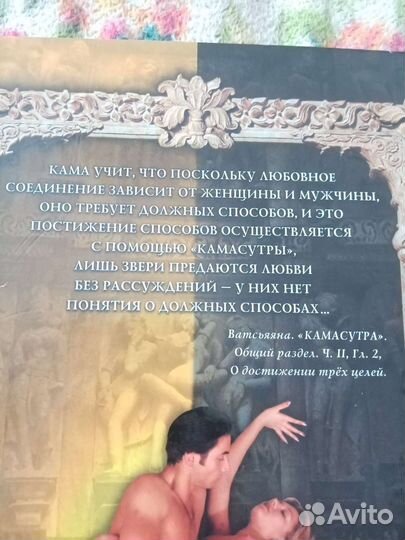 КАМА УЧИТ, ЧТО ПОСКОЛЬКУ ЛЮБОВНОЕ
СОЕДИНЕНИЕ ЗАВИСИТ ОТ ЖЕНЩИНЫ И МУЖЧИНЫ,
ОНО ТРЕБУЕТ ДОЛЖНЫХ СПОСОБОВ, И ЭТО
ПОСТИЖЕНИЕ СПОСОБОВ ОСУЩЕСТВЛЯЕТСЯ
С ПОМОЩЬЮ «КАМАСУТРЫ»,
ЛИШЬ ЗВЕРИ ПРЕДАЮТСЯ ЛЮБВИ
БЕЗ РАССУЖДЕНИЙ – У НИХ НЕТ
ПОНЯТИЯ О ДОЛЖНЫХ СПОСОБАХ...
Ватсьяяна. «КАМАСУТРА».
Общий раздел. Ч. II, Гл. 2,
О достижении трёх целей.
Avito